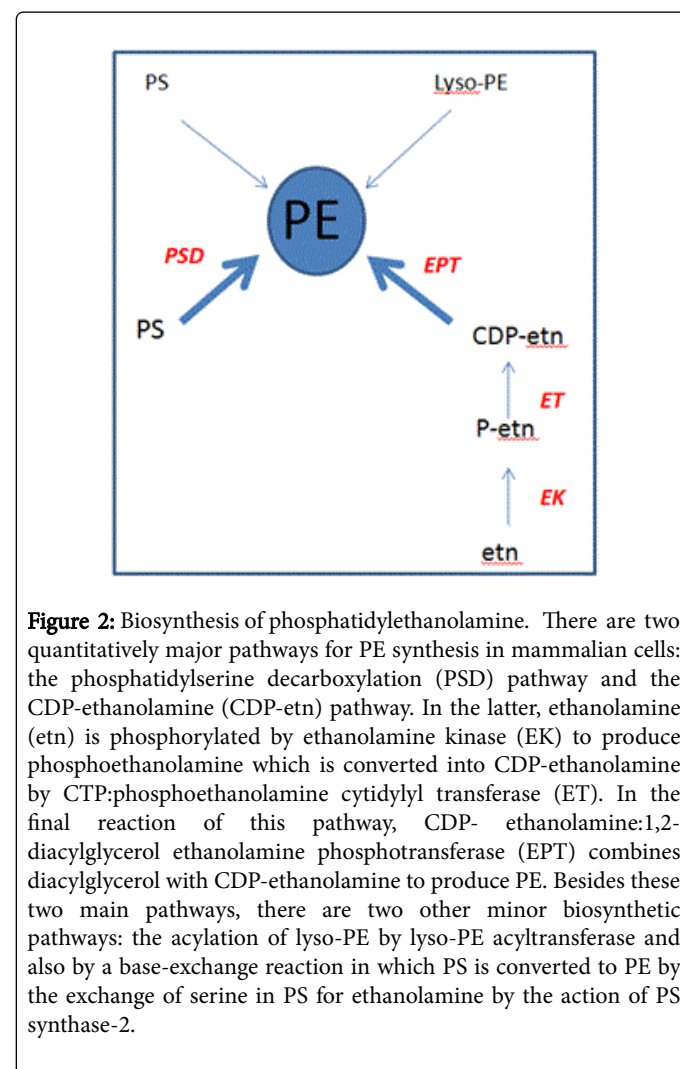 PS Lyso-PE
PE
PSD EPT
PS CDP-etn
ET
P-etn
EK
etn
Figure 2: Biosynthesis of phosphatidylethanolamine. There are two
quantitatively major pathways for PE synthesis in mammalian cells:
the phosphatidylserine decarboxylation (PSD) pathway and the
CDP-ethanolamine (CDP-etn) pathway. In the latter, ethanolamine
(etn) is phosphorylated by ethanolamine kinase (EK) to produce
phosphoethanolamine which is converted into CDP-ethanolamine
by CTP:phosphoethanolamine cytidylyl transferase (ET). In the
final reaction of this pathway, CDP- ethanolamine:1,2-
diacylglycerol ethanolamine phosphotransferase (EPT) combines
diacylglycerol with CDP-ethanolamine to produce PE. Besides these
two main pathways, there are two other minor biosynthetic
pathways: the acylation of lyso-PE by lyso-PE acyltransferase and
also by a base-exchange reaction in which PS is converted to PE by
the exchange of serine in PS for ethanolamine by the action of PS
synthase-2.